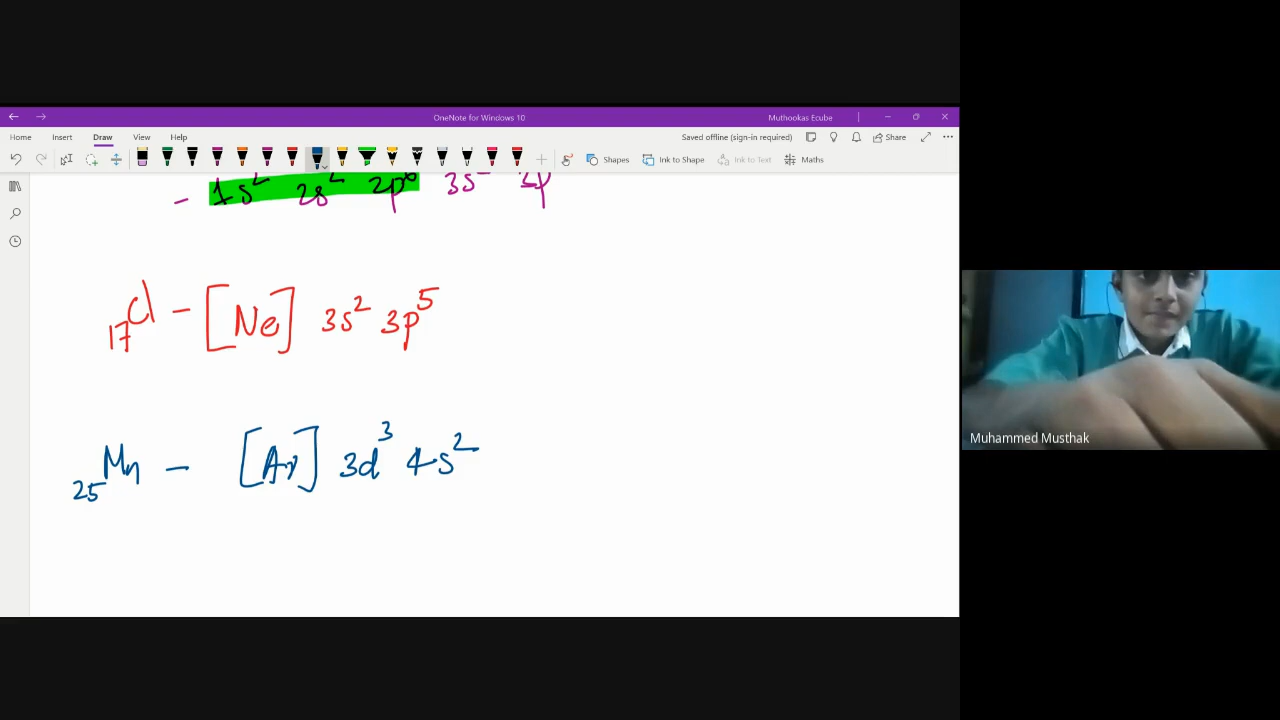 OneNote for Windows 10
Muthookas Ecube
Home Insert Draw View Help
Saved offline (sign-in required)
Share
Shapes
Ink to Shape
Ink to Text
Maths
- 1s² 2s² 2p⁶ 3s² 2p
₁₇Cl - [Ne] 3s² 3p⁵
₂₅Mn - [Ar] 3d³ 4s²
Muhammed Musthak